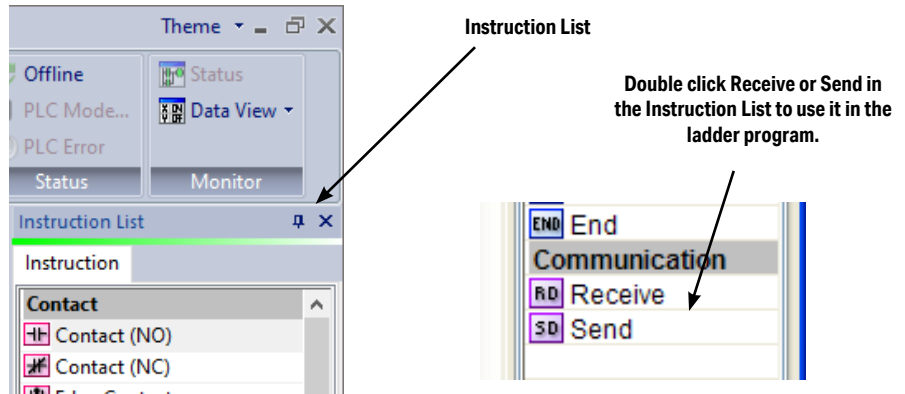 Theme
Instruction List
Offline
Status
PLC Mode...
Data View
PLC Error
Status
Monitor
Instruction List
Instruction
Contact
Contact (NO)
Contact (NC)
Double click Receive or Send in
the Instruction List to use it in the
ladder program.
END End
Communication
RD Receive
SD Send